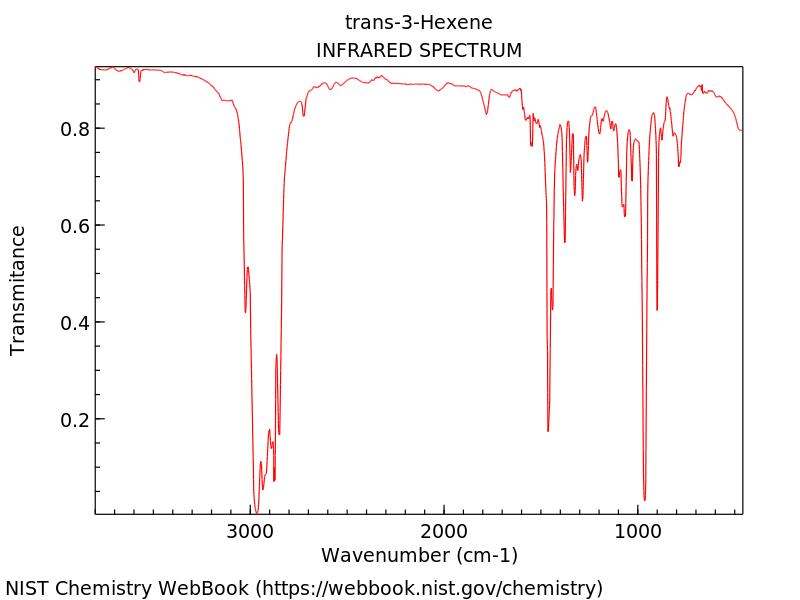 trans-3-Hexene
INFRARED SPECTRUM
0.8
0.6
0.4
0.2
Transmitance
3000 2000 1000
Wavenumber (cm-1)
NIST Chemistry WebBook (https://webbook.nist.gov/chemistry)